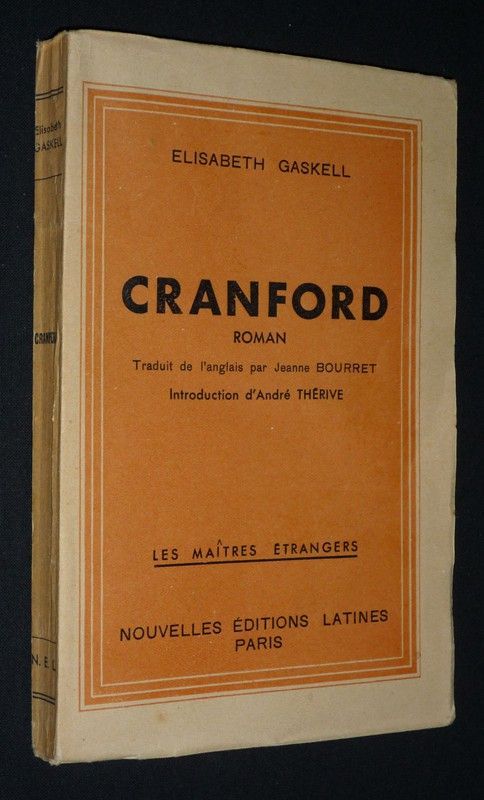 Elisabeth
GASKELL
CRANFORD
N. E. L.
ELISABETH GASKELL
CRANFORD
ROMAN
Traduit de l'anglais par Jeanne BOURRET
Introduction d'André THÉRIVE
LES MAÎTRES ÉTRANGERS
NOUVELLES ÉDITIONS LATINES
PARIS